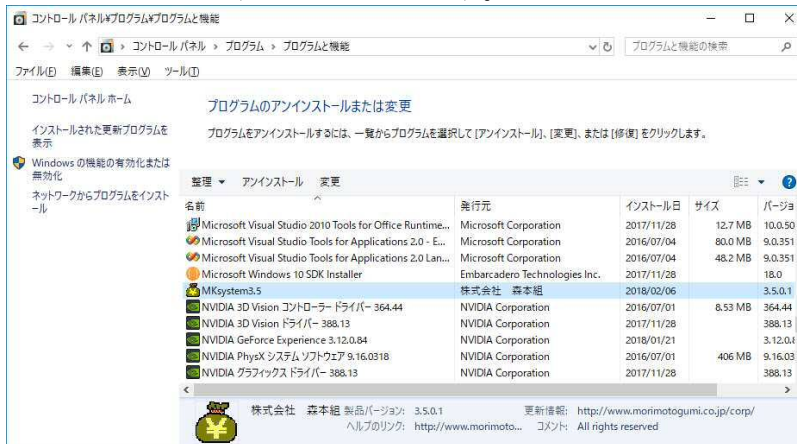 コントロール パネル¥プログラム¥プログラムと機能
コントロール パネル › プログラム › プログラムと機能
プログラムと機能の検索
ファイル(F) 編集(E) 表示(V) ツール(T)
コントロール パネル ホーム
インストールされた更新プログラムを
表示
Windows の機能の有効化または
無効化
ネットワークからプログラムをインスト
ール
プログラムのアンインストールまたは変更
プログラムをアンインストールするには、一覧からプログラムを選択して [アンインストール]、[変更]、または [修復] をクリックします。
整理 アンインストール 変更
名前 発行元 インストール日 サイズ バージョ
Microsoft Visual Studio 2010 Tools for Office Runtime... Microsoft Corporation 2017/11/28 12.7 MB 10.0.50
Microsoft Visual Studio Tools for Applications 2.0 - E... Microsoft Corporation 2016/07/04 80.0 MB 9.0.351
Microsoft Visual Studio Tools for Applications 2.0 Lan... Microsoft Corporation 2016/07/04 48.2 MB 9.0.351
Microsoft Windows 10 SDK Installer Embarcadero Technologies Inc. 2017/11/28 18.0
MKsystem3.5 株式会社 森本組 2018/02/06 3.5.0.1
NVIDIA 3D Vision コントローラー ドライバー 364.44 NVIDIA Corporation 2016/07/01 8.53 MB 364.44
NVIDIA 3D Vision ドライバー 388.13 NVIDIA Corporation 2017/11/28 388.13
NVIDIA GeForce Experience 3.12.0.84 NVIDIA Corporation 2018/01/21 3.12.0.8
NVIDIA PhysX システム ソフトウェア 9.16.0318 NVIDIA Corporation 2016/07/01 406 MB 9.16.03
NVIDIA グラフィックス ドライバー 388.13 NVIDIA Corporation 2017/11/28 388.13
株式会社 森本組 製品バージョン: 3.5.0.1 更新情報: http://www.morimotogumi.co.jp/corp/
ヘルプのリンク: http://www.morimoto... コメント: All rights reserved